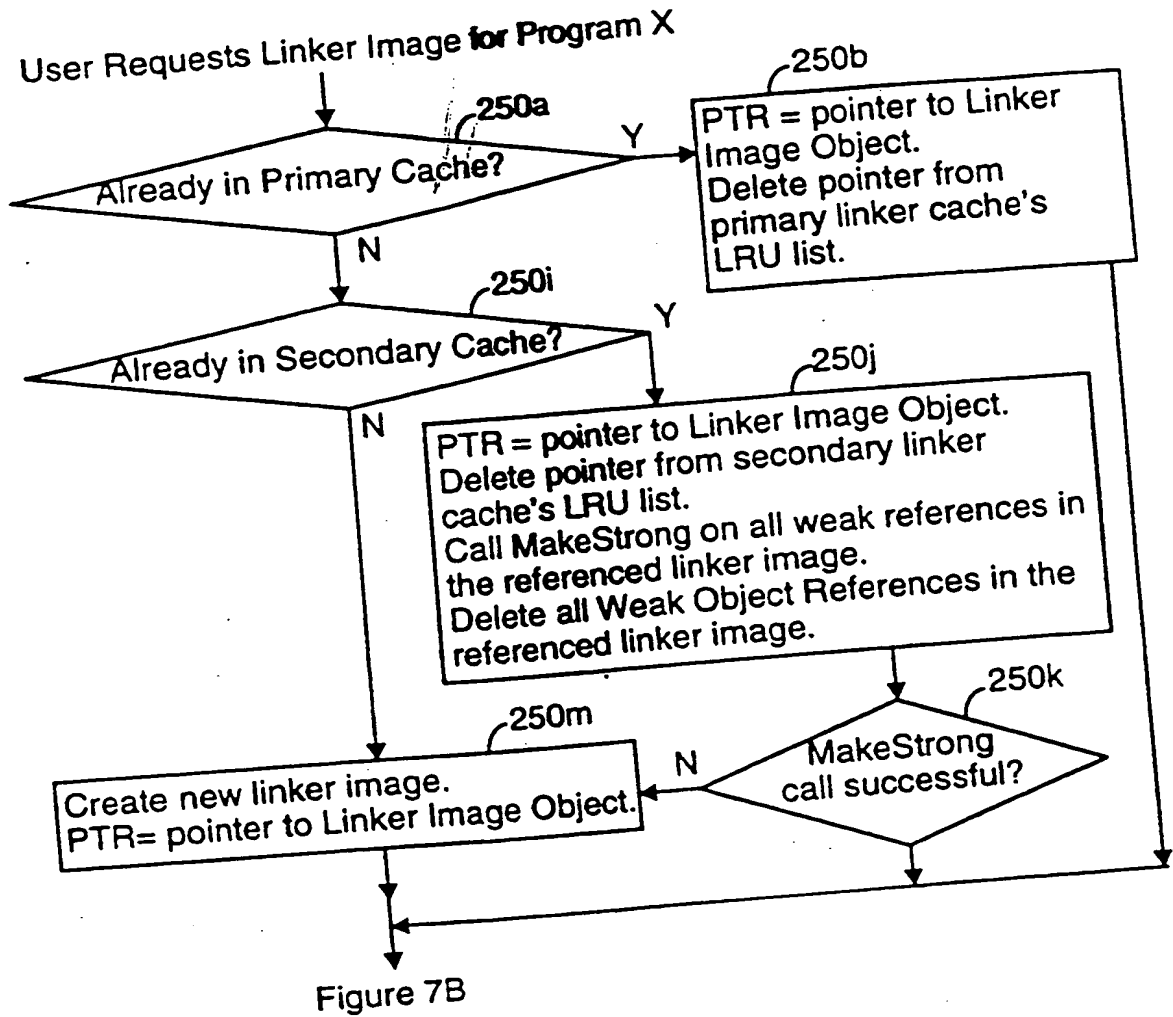 User Requests Linker Image for Program X
250a
Already in Primary Cache?
Y
N
250b
PTR = pointer to Linker
Image Object.
Delete pointer from
primary linker cache's
LRU list.
250i
Already in Secondary Cache?
Y
N
250j
PTR = pointer to Linker Image Object.
Delete pointer from secondary linker
cache's LRU list.
Call MakeStrong on all weak references in
the referenced linker image.
Delete all Weak Object References in the
referenced linker image.
250k
MakeStrong
call successful?
N
250m
Create new linker image.
PTR= pointer to Linker Image Object.
Figure 7B